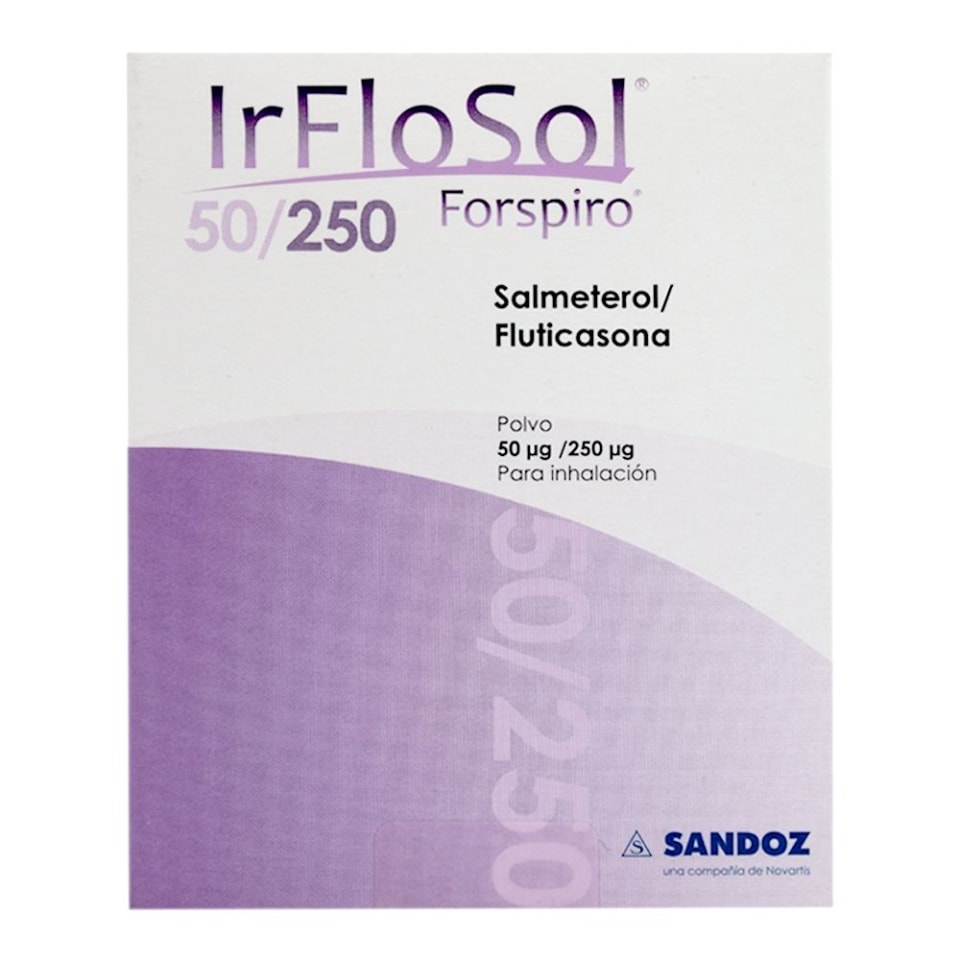 IrFloSol®
50/250 Forspiro®
Salmeterol/
Fluticasona
Polvo
50 µg /250 µg
Para inhalación
50/250
S SANDOZ
una compañía de Novartis